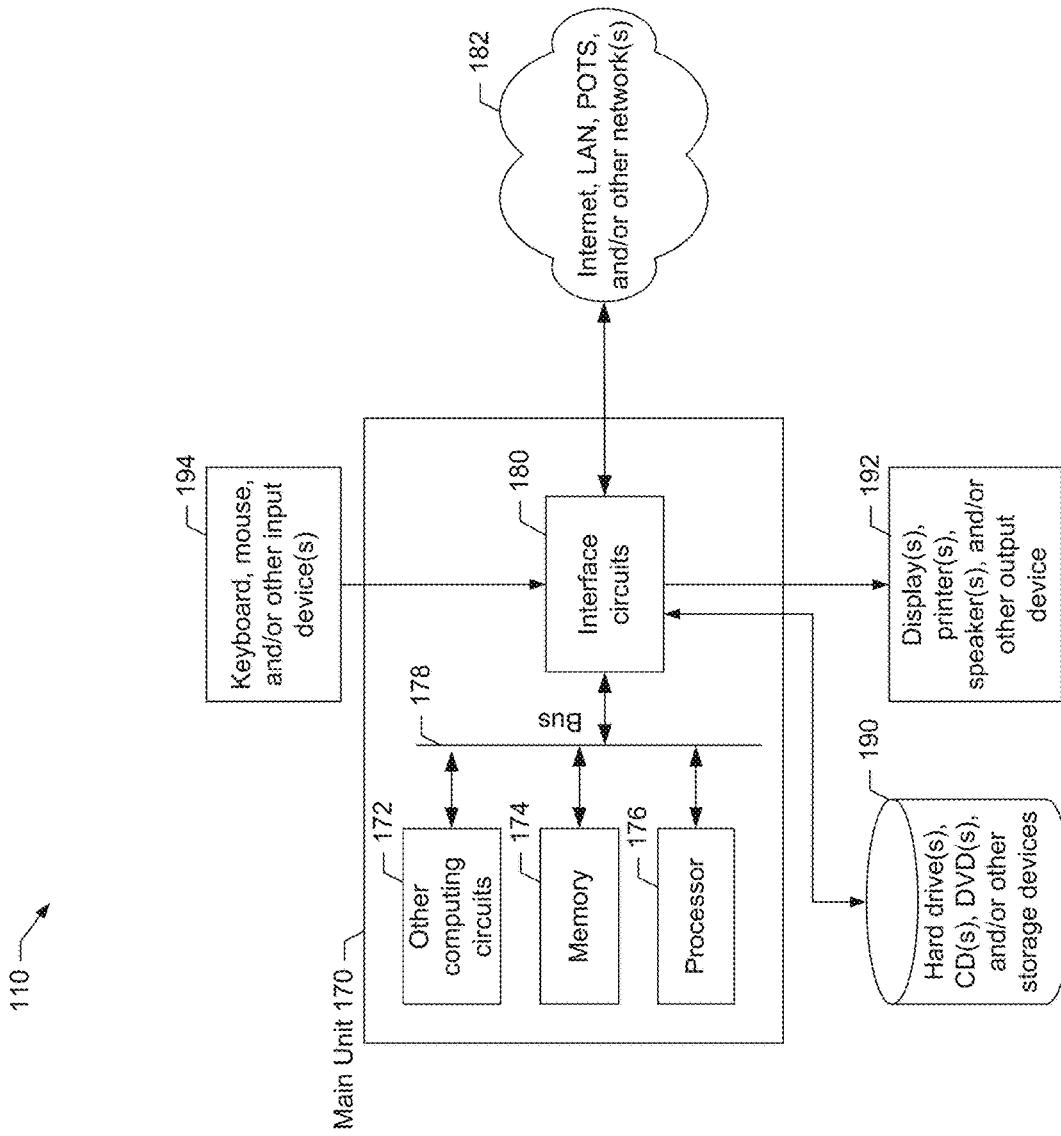 110
194
Keyboard, mouse,
and/or other input
device(s)
Main Unit 170
172
Other
computing
circuits
174
Memory
176
Processor
178
Bus
180
Interface
circuits
182
Internet, LAN, POTS,
and/or other network(s)
190
Hard drive(s),
CD(s), DVD(s),
and/or other
storage devices
192
Display(s),
printer(s),
speaker(s), and/or
other output
device